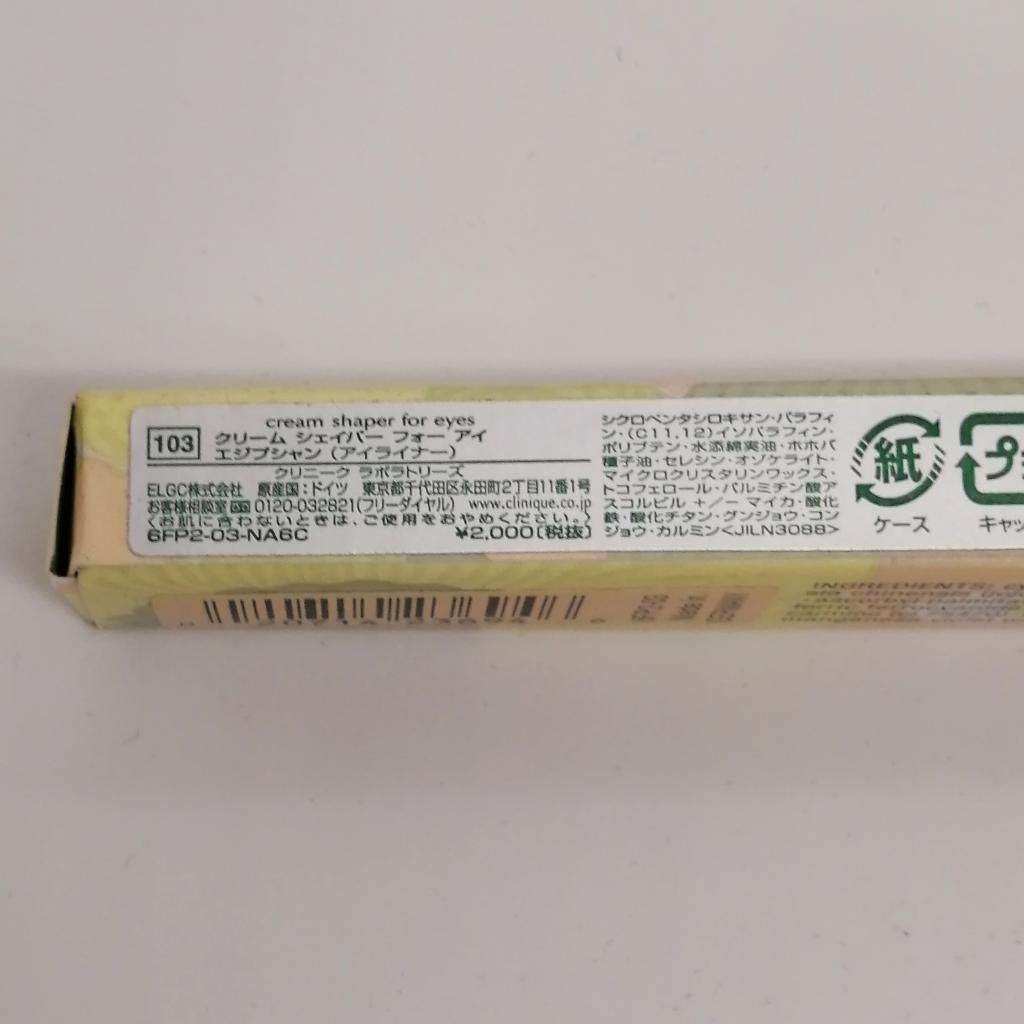 cream shaper for eyes
103
クリーム シェイパー フォー アイ
エジプシャン (アイライナー)
クリニーク ラボラトリーズ
ELGC株式会社 原産国:ドイツ 東京都千代田区永田町2丁目11番1号
お客様相談室 0120-032821(フリーダイヤル) www.clinique.co.jp
〈お肌に合わないときは、ご使用をおやめください。〉
6FP2-03-NA6C ¥2,000〔税抜〕
シクロペンタシロキサン・パラフィ
ン・(C11,12)イソパラフィン・
ポリブテン・水添綿実油・ホホバ
種子油・セレシン・オゾケライト・
マイクロクリスタリンワックス・
トコフェロール・パルミチン酸ア
スコルビル +/- マイカ・酸化
鉄・酸化チタン・グンジョウ・コン
ジョウ・カルミン<JILN3088>
紙
ケース
プ
キャッ
Made in
INGREDIENTS: